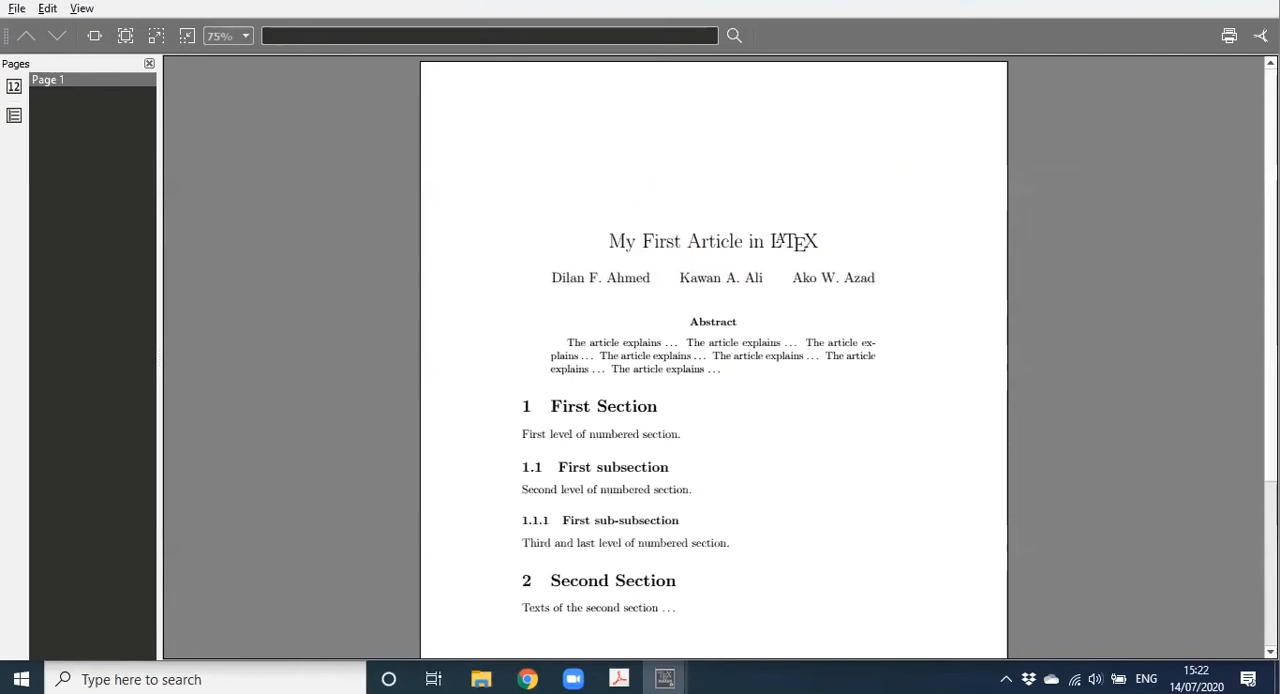 File Edit View
75%
Pages
Page 1
12
My First Article in LATEX
Dilan F. Ahmed Kawan A. Ali Ako W. Azad
Abstract
The article explains ... The article explains ... The article ex-
plains ... The article explains ... The article explains ... The article
explains ... The article explains ...
1 First Section
First level of numbered section.
1.1 First subsection
Second level of numbered section.
1.1.1 First sub-subsection
Third and last level of numbered section.
2 Second Section
Texts of the second section ...
Type here to search
ENG
15:22
14/07/2020